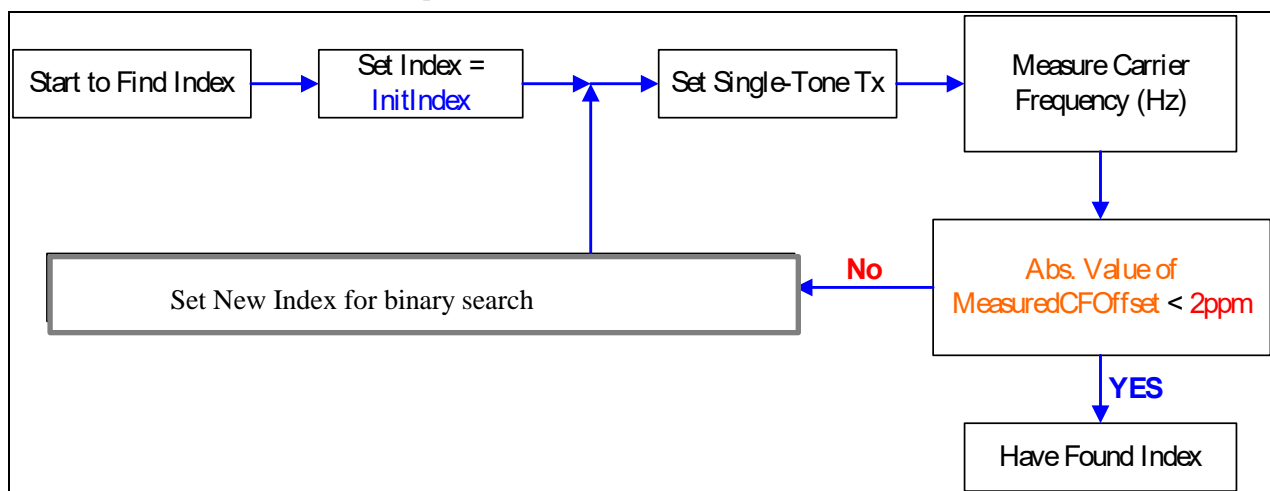 Start to Find Index
Set Index =
InitIndex
Set Single-Tone Tx
Measure Carrier
Frequency (Hz)
Abs. Value of
MeasuredCFOffset < 2ppm
No
Set New Index for binary search
YES
Have Found Index